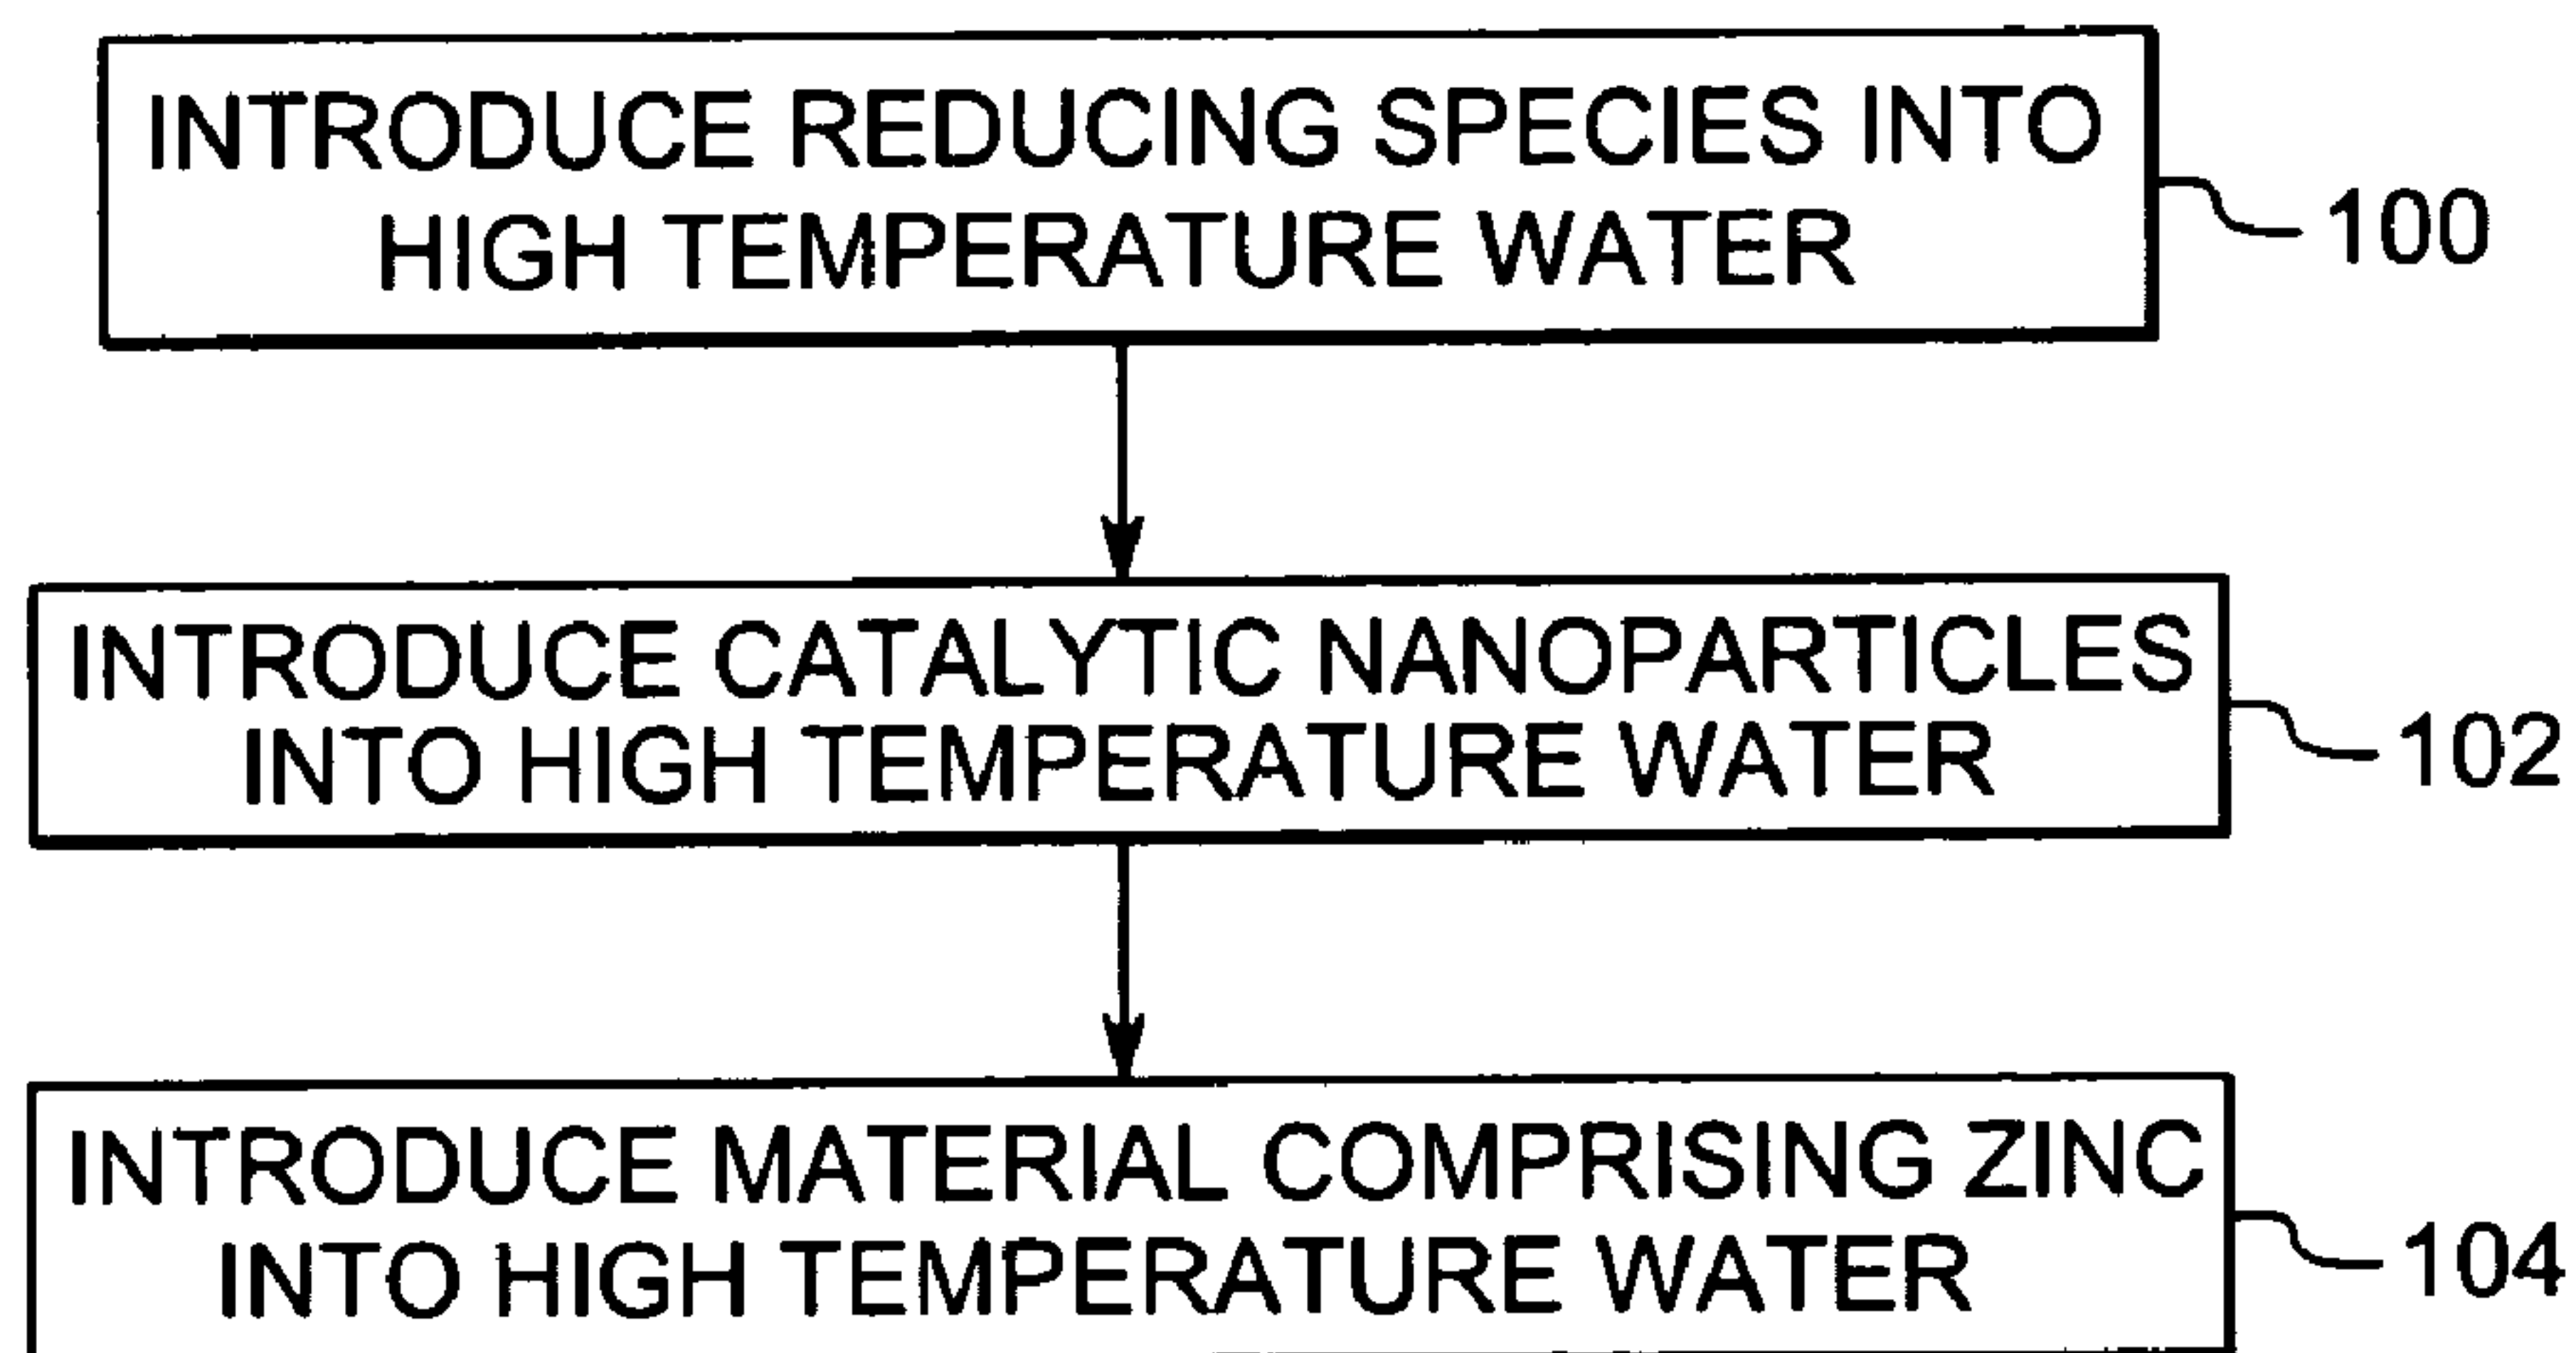 INTRODUCE REDUCING SPECIES INTO
HIGH TEMPERATURE WATER
100
INTRODUCE CATALYTIC NANOPARTICLES
INTO HIGH TEMPERATURE WATER
102
INTRODUCE MATERIAL COMPRISING ZINC
INTO HIGH TEMPERATURE WATER
104